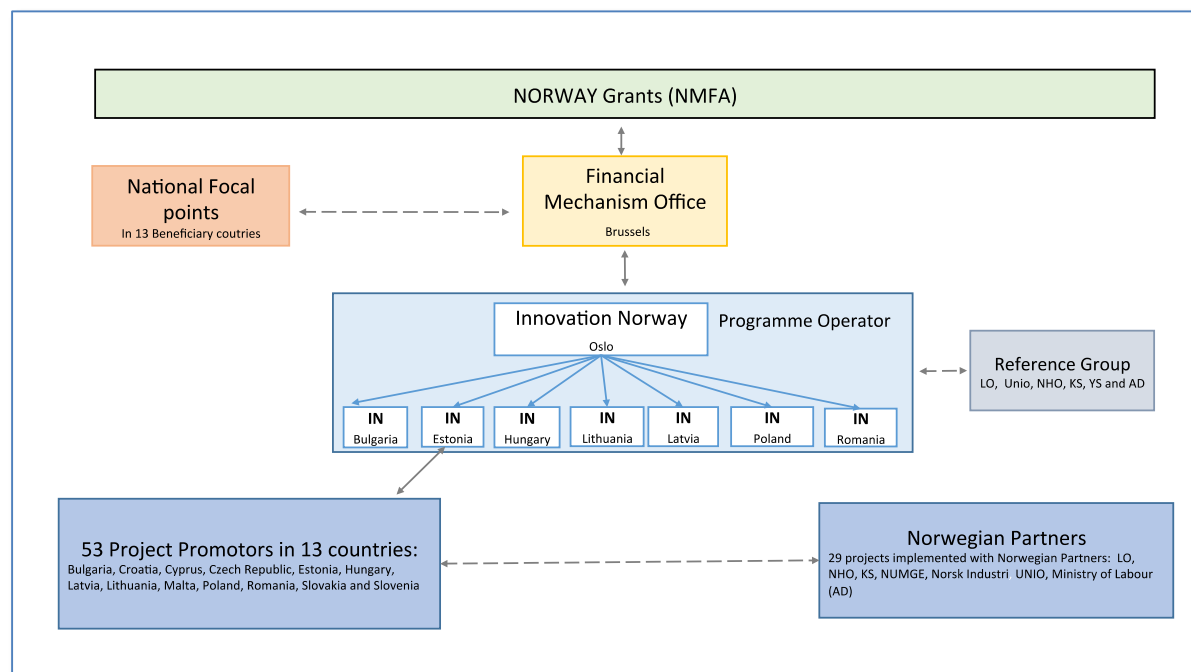 NORWAY Grants (NMFA)
National Focal
points
In 13 Beneficiary coutries
Financial
Mechanism Office
Brussels
Innovation Norway
Oslo
Programme Operator
IN
Bulgaria
IN
Estonia
IN
Hungary
IN
Lithuania
IN
Latvia
IN
Poland
IN
Romania
Reference Group
LO, Unio, NHO, KS, YS and AD
53 Project Promotors in 13 countries:
Bulgaria, Croatia, Cyprus, Czech Republic, Estonia, Hungary,
Latvia, Lithuania, Malta, Poland, Romania, Slovakia and Slovenia
Norwegian Partners
29 projects implemented with Norwegian Partners: LO,
NHO, KS, NUMGE, Norsk Industri, UNIO, Ministry of Labour
(AD)